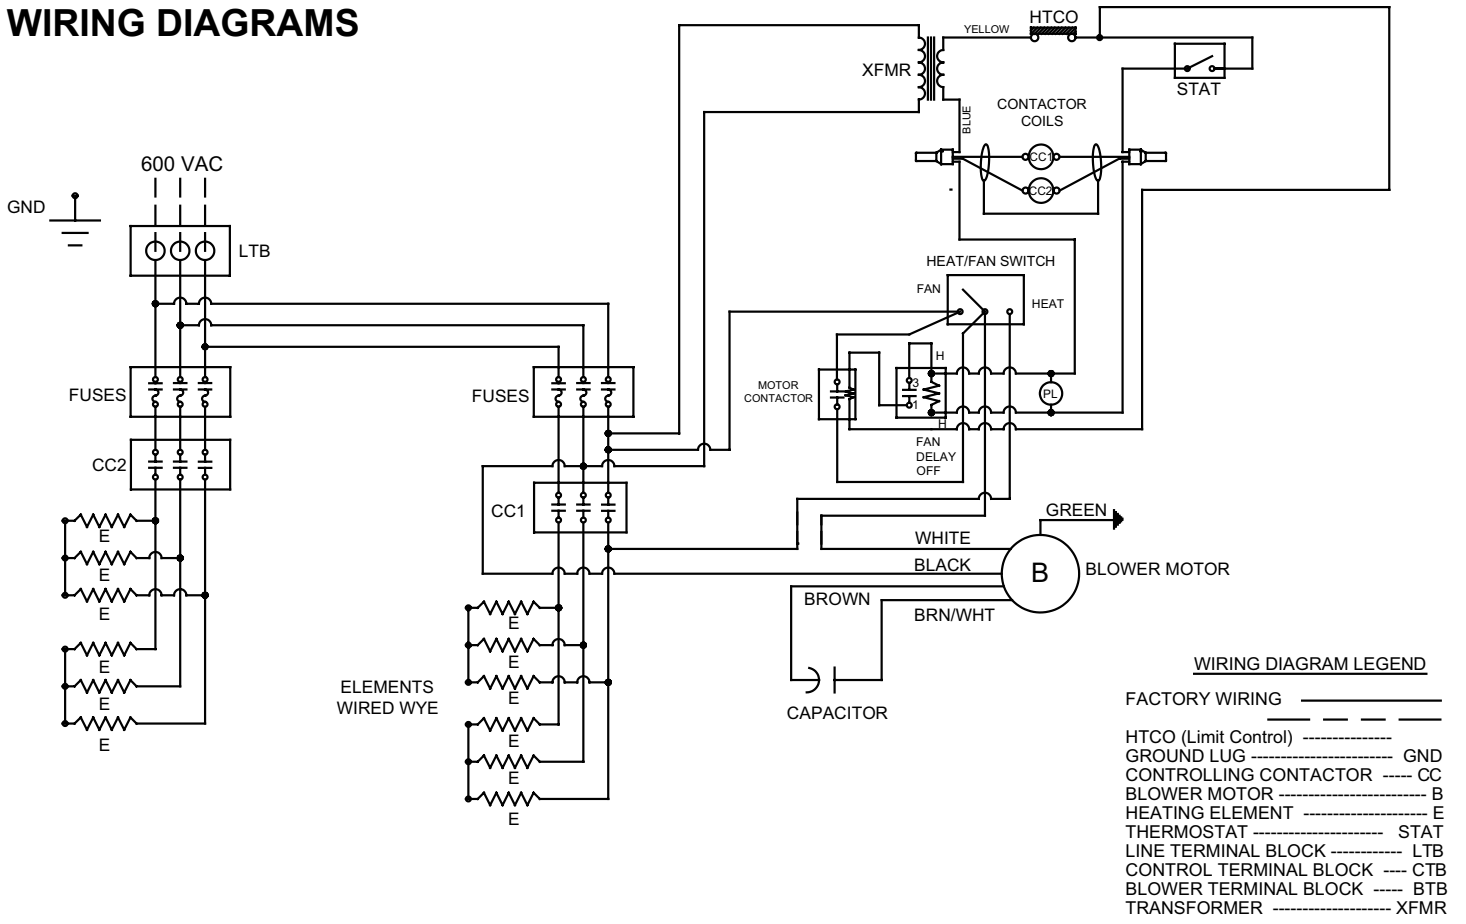 WIRING DIAGRAMS
HTCO
YELLOW
XFMR
STAT
CONTACTOR
COILS
BLUE
CC1
CC2
600 VAC
GND
LTB
HEAT/FAN SWITCH
FAN
HEAT
H
FUSES
FUSES
MOTOR
CONTACTOR
3
1
PL
H
FAN
DELAY
OFF
CC2
CC1
GREEN
WHITE
BLACK
B
BLOWER MOTOR
BROWN
BRN/WHT
E
E
E
E
E
E
E
E
E
E
E
E
ELEMENTS
WIRED WYE
CAPACITOR
WIRING DIAGRAM LEGEND
FACTORY WIRING
HTCO (Limit Control) ---------------
GROUND LUG ------------------------ GND
CONTROLLING CONTACTOR ----- CC
BLOWER MOTOR ------------------------- B
HEATING ELEMENT --------------------- E
THERMOSTAT ---------------------- STAT
LINE TERMINAL BLOCK ------------ LTB
CONTROL TERMINAL BLOCK ---- CTB
BLOWER TERMINAL BLOCK ----- BTB
TRANSFORMER -------------------- XFMR